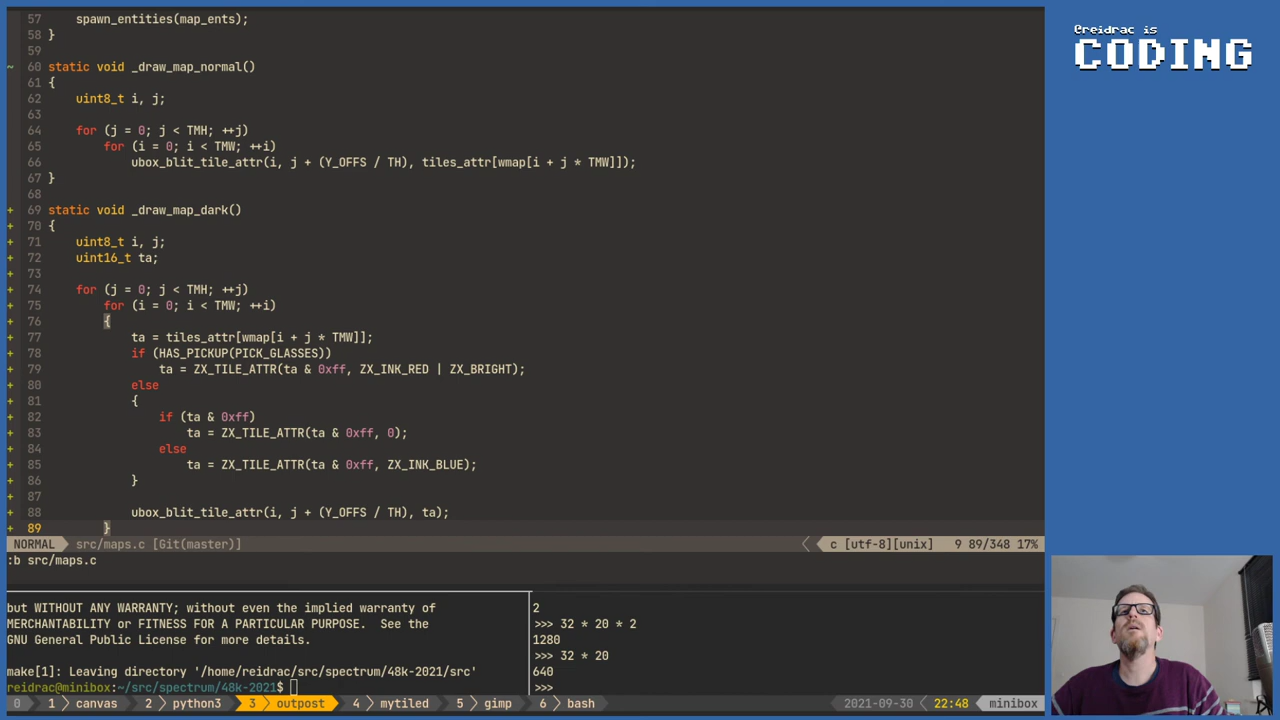 57 spawn_entities(map_ents);
58 }
59
~ 60 static void _draw_map_normal()
61 {
62 uint8_t i, j;
63
64 for (j = 0; j < TMH; ++j)
65 for (i = 0; i < TMW; ++i)
66 ubox_blit_tile_attr(i, j + (Y_OFFS / TH), tiles_attr[wmap[i + j * TMW]]);
67 }
68
+ 69 static void _draw_map_dark()
+ 70 {
+ 71 uint8_t i, j;
+ 72 uint16_t ta;
+ 73
+ 74 for (j = 0; j < TMH; ++j)
+ 75 for (i = 0; i < TMW; ++i)
+ 76 {
+ 77 ta = tiles_attr[wmap[i + j * TMW]];
+ 78 if (HAS_PICKUP(PICK_GLASSES))
+ 79 ta = ZX_TILE_ATTR(ta & 0xff, ZX_INK_RED | ZX_BRIGHT);
+ 80 else
+ 81 {
+ 82 if (ta & 0xff)
+ 83 ta = ZX_TILE_ATTR(ta & 0xff, 0);
+ 84 else
+ 85 ta = ZX_TILE_ATTR(ta & 0xff, ZX_INK_BLUE);
+ 86 }
+ 87
+ 88 ubox_blit_tile_attr(i, j + (Y_OFFS / TH), ta);
+ 89 }
NORMAL src/maps.c [Git(master)] c [utf-8][unix] 9 89/348 17%
:b src/maps.c
but WITHOUT ANY WARRANTY; without even the implied warranty of
MERCHANTABILITY or FITNESS FOR A PARTICULAR PURPOSE. See the
GNU General Public License for more details.
make[1]: Leaving directory '/home/reidrac/src/spectrum/48k-2021/src'
reidrac@minibox:~/src/spectrum/48k-2021$
2
>>> 32 * 20 * 2
1280
>>> 32 * 20
640
>>>
0 1 canvas 2 python3 3 outpost 4 mytiled 5 gimp 6 bash 2021-09-30 22:48 minibox
@reidrac is
CODING